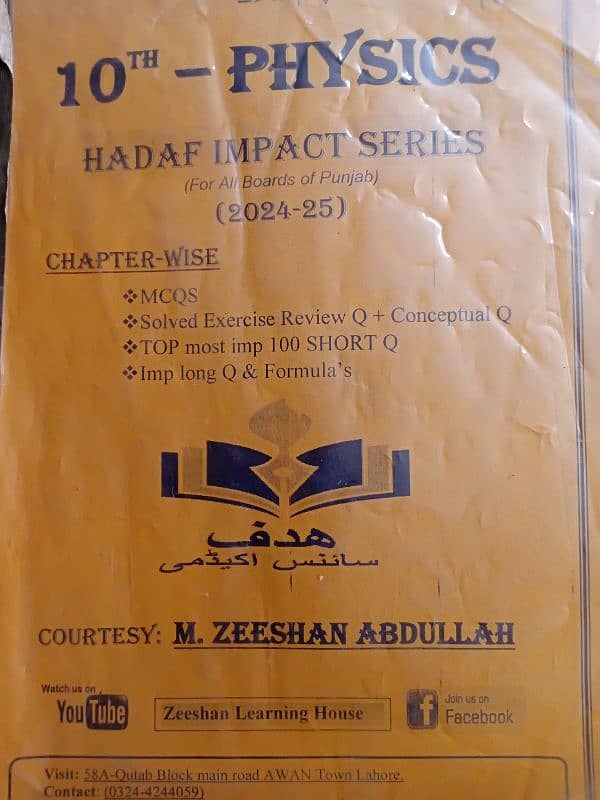 10TH – PHYSICS
HADAF IMPACT SERIES
(For All Boards of Punjab)
(2024-25)
CHAPTER-WISE
❖MCQS
❖Solved Exercise Review Q + Conceptual Q
❖TOP most imp 100 SHORT Q
❖Imp long Q & Formula's
ھدف
سائنس اکیڈمی
COURTESY: M. ZEESHAN ABDULLAH
Watch us on
YouTube
Zeeshan Learning House
Join us on
f Facebook
Visit: 58A-Qutab Block main road AWAN Town Lahore.
Contact: (0324-4244059)